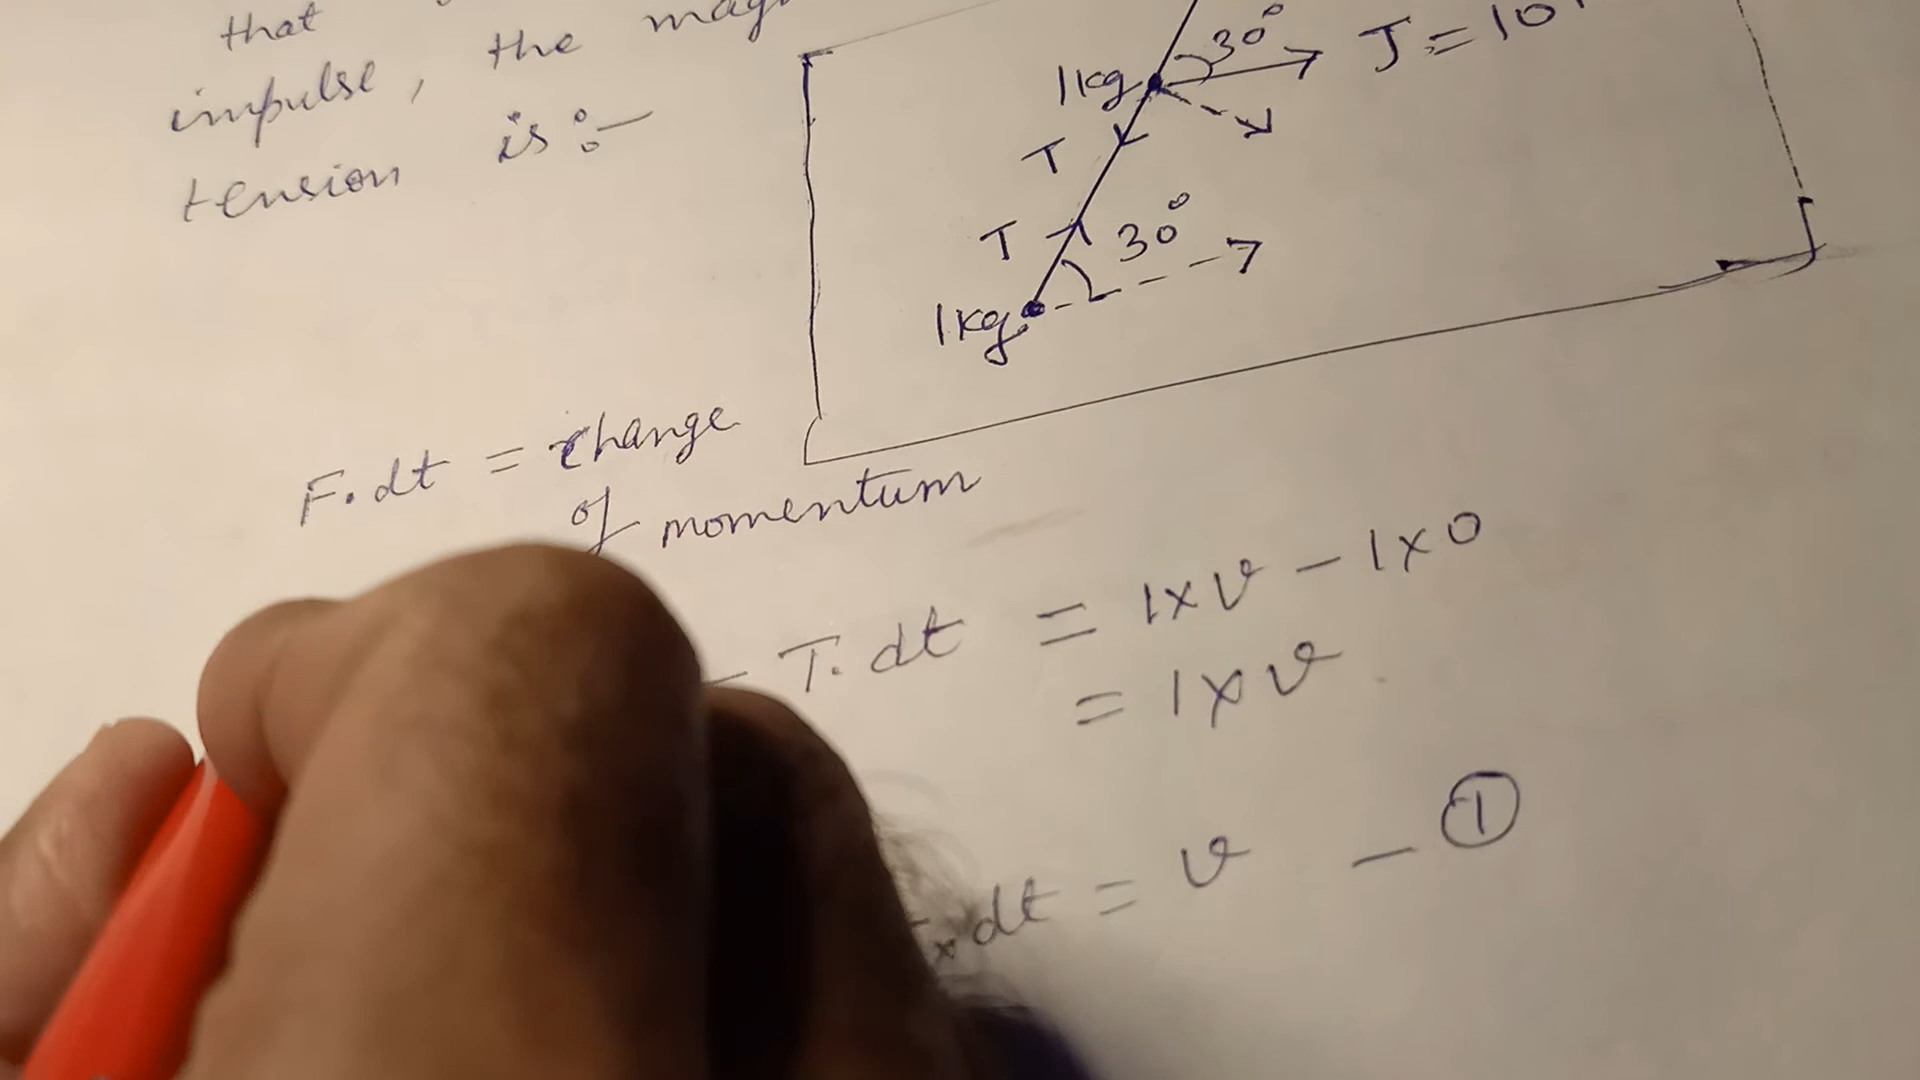 that
impulse, the
tension is :-
30°
J = 10
1kg
T
T
30°
1kg
F.dt = change
of momentum
- T.dt = 1×v - 1×0
= 1×v
dt = v - ①